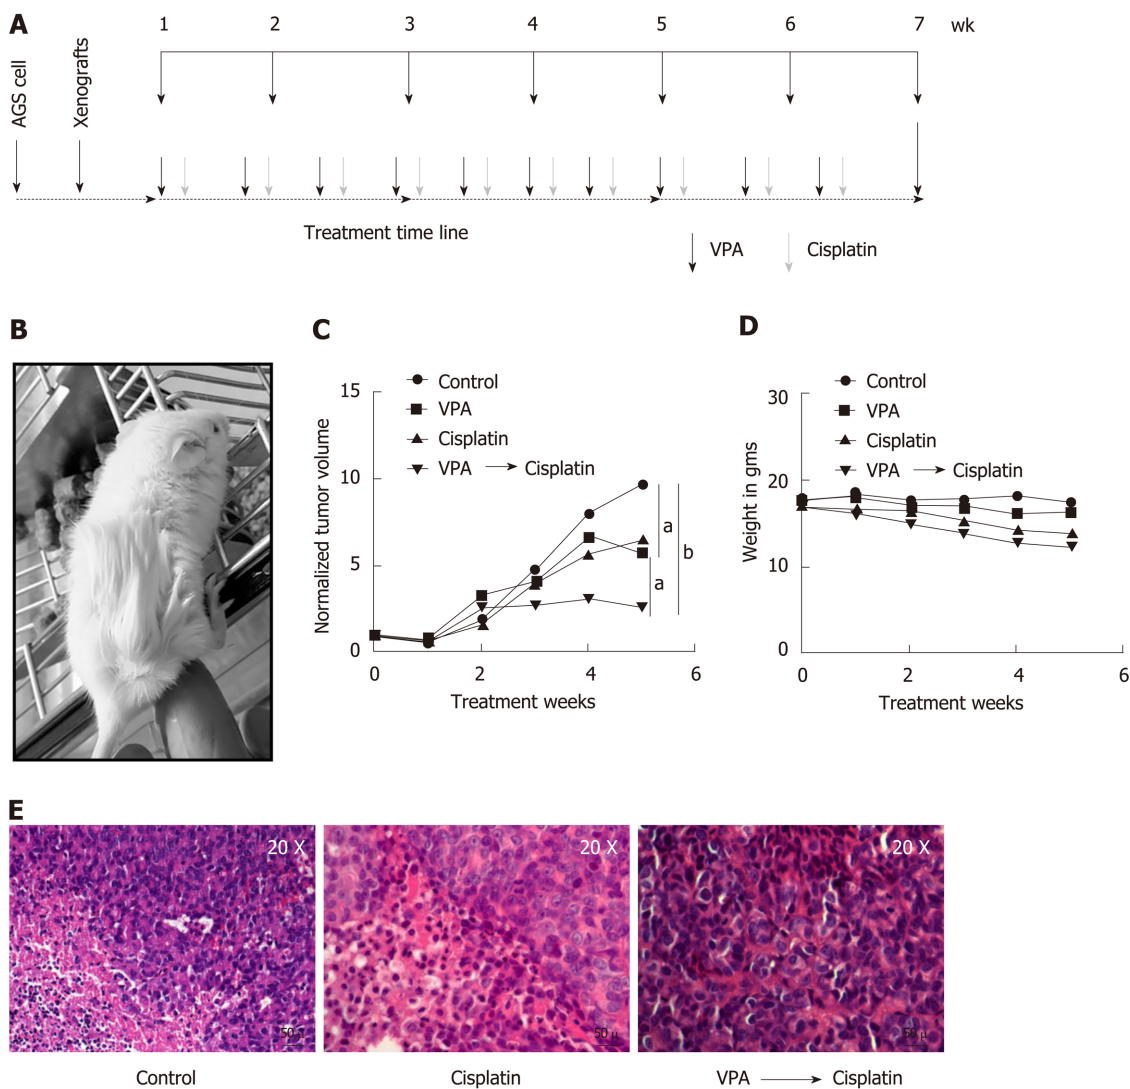 A
1 2 3 4 5 6 7 wk
AGS cell
Xenografts
Treatment time line
VPA Cisplatin
B
C
Control
VPA
Cisplatin
VPA → Cisplatin
Normalized tumor volume
15
10
5
0
a
a
b
0 2 4 6
Treatment weeks
D
Control
VPA
Cisplatin
VPA → Cisplatin
Weight in gms
30
20
10
0
0 2 4 6
Treatment weeks
E
20 X
50 μ
Control
20 X
50 μ
Cisplatin
20 X
50 μ
VPA → Cisplatin